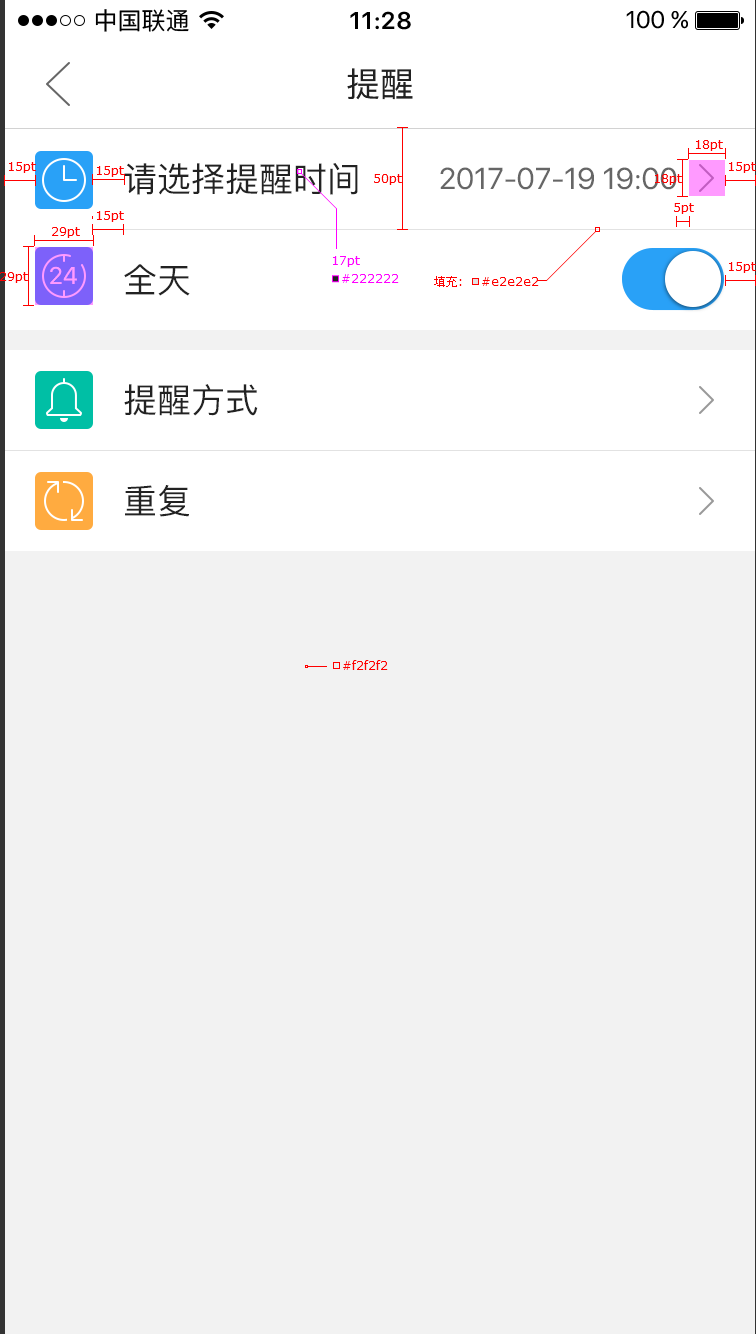 中国联通 11:28 100 %
提醒
18pt
15pt 15pt 请选择提醒时间 50pt 2017-07-19 19:00 18pt 15pt
15pt 5pt
29pt
29pt 24 全天 17pt #222222 填充: #e2e2e2 15pt
提醒方式
重复
#f2f2f2